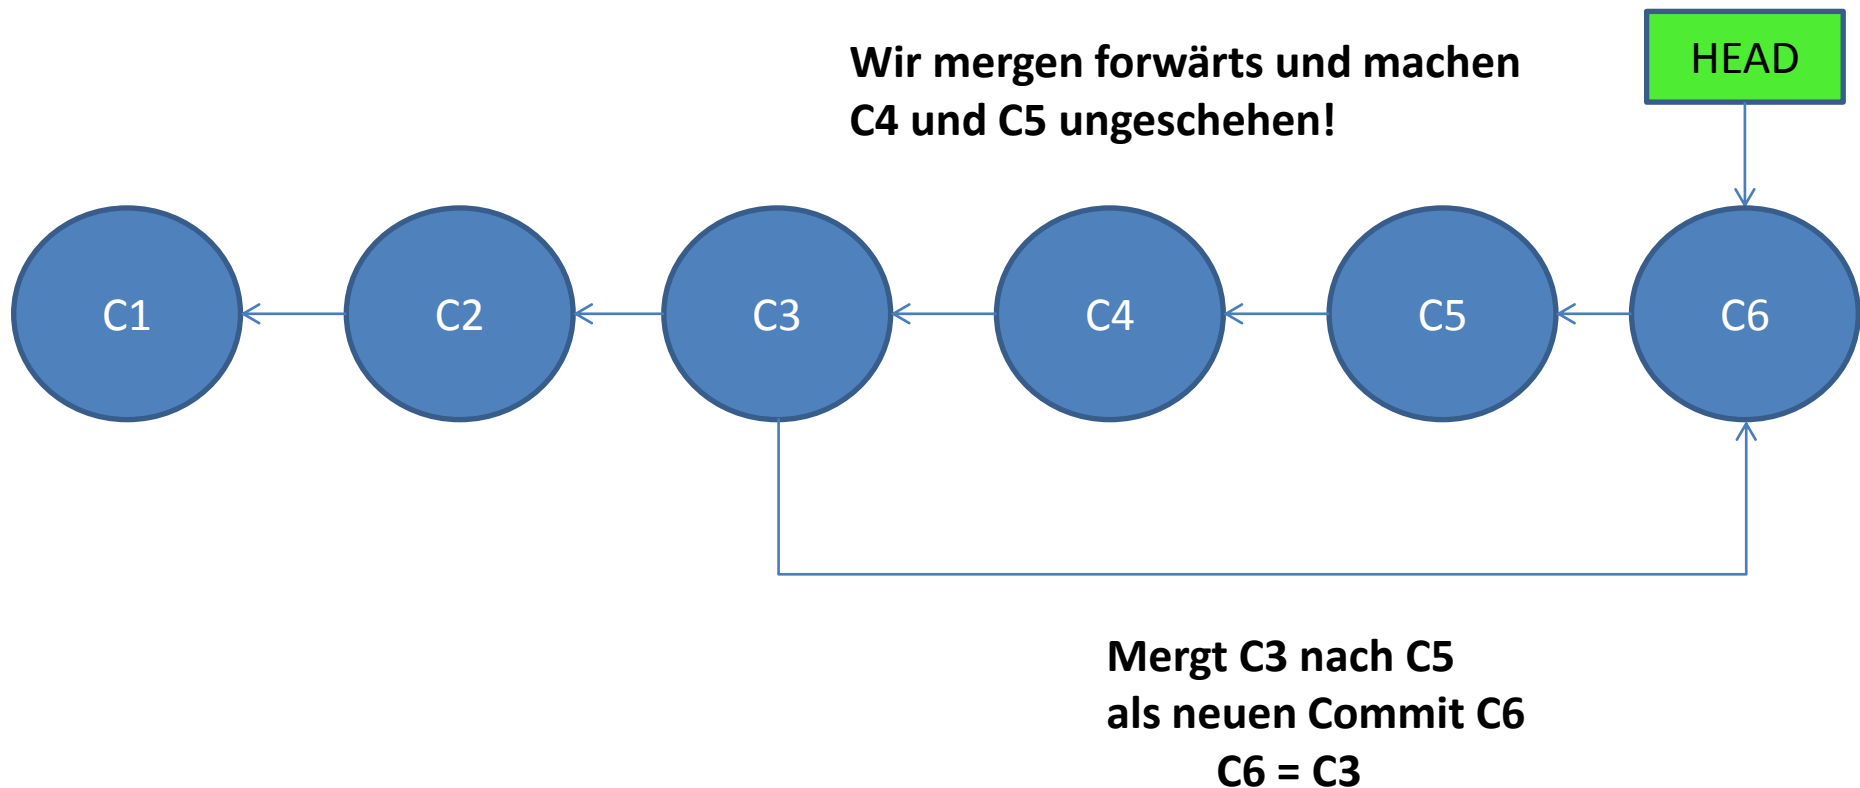 Wir mergen forwärts und machen
C4 und C5 ungeschehen!
HEAD
C1
C2
C3
C4
C5
C6
Mergt C3 nach C5
als neuen Commit C6
C6 = C3